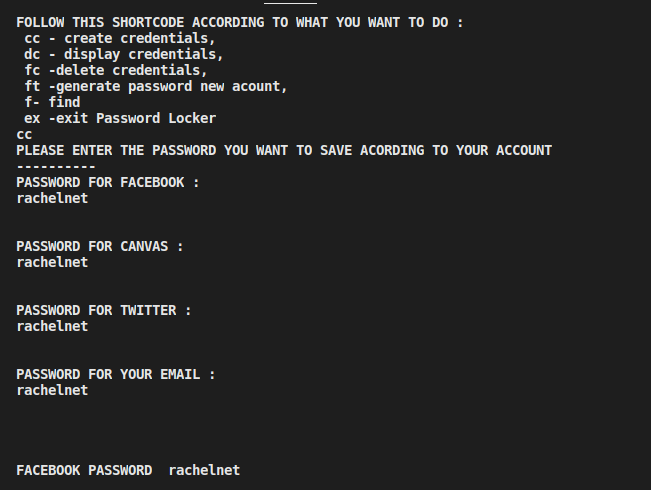 FOLLOW THIS SHORTCODE ACCORDING TO WHAT YOU WANT TO DO :
cc - create credentials,
dc - display credentials,
fc -delete credentials,
ft -generate password new acount,
f- find
ex -exit Password Locker
cc
PLEASE ENTER THE PASSWORD YOU WANT TO SAVE ACORDING TO YOUR ACCOUNT
----------
PASSWORD FOR FACEBOOK :
rachelnet
PASSWORD FOR CANVAS :
rachelnet
PASSWORD FOR TWITTER :
rachelnet
PASSWORD FOR YOUR EMAIL :
rachelnet
FACEBOOK PASSWORD  rachelnet